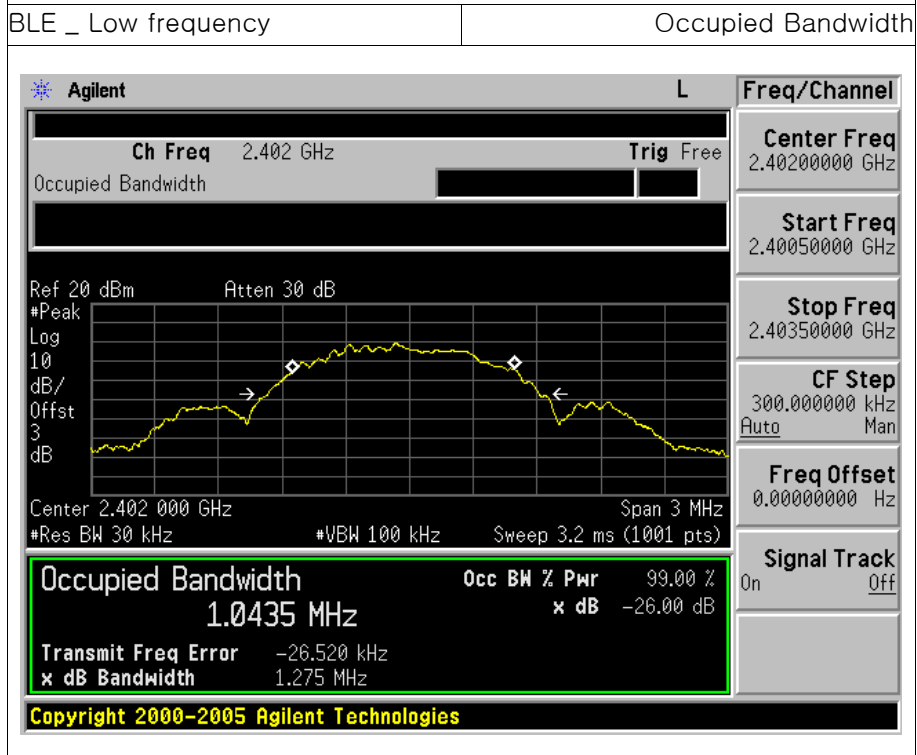 BLE _ Low frequency
Occupied Bandwidth
Agilent
L
Freq/Channel
Ch Freq 2.402 GHz
Trig Free
Occupied Bandwidth
Center Freq
2.40200000 GHz
Start Freq
2.40050000 GHz
Stop Freq
2.40350000 GHz
CF Step
300.000000 kHz
Auto Man
Freq Offset
0.00000000 Hz
Signal Track
On Off
Ref 20 dBm
Atten 30 dB
#Peak
Log
10
dB/
Offst
3
dB
Center 2.402 000 GHz
Span 3 MHz
#Res BW 30 kHz
#VBW 100 kHz
Sweep 3.2 ms (1001 pts)
Occupied Bandwidth
1.0435 MHz
Occ BW % Pwr 99.00 %
x dB -26.00 dB
Transmit Freq Error -26.520 kHz
x dB Bandwidth 1.275 MHz
Copyright 2000-2005 Agilent Technologies